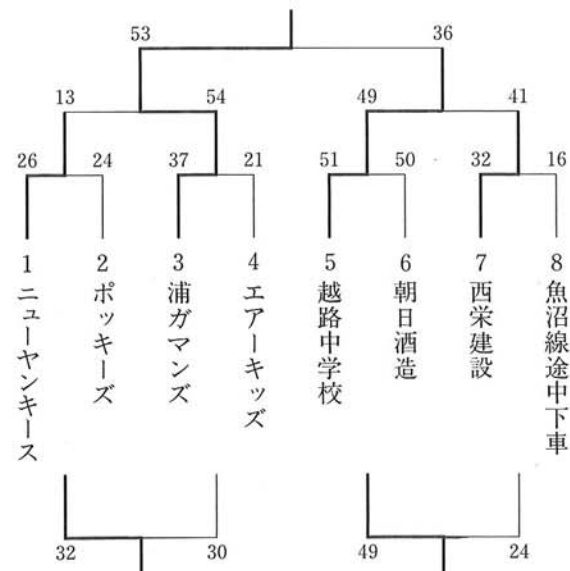 53 36
13 54 49 41
26 24 37 21 51 50 32 16
1 ニューヤンキース
2 ポッキーズ
3 浦ガマンズ
4 エアーキッズ
5 越路中学校
6 朝日酒造
7 西栄建設
8 魚沼線途中下車
32 30 49 24